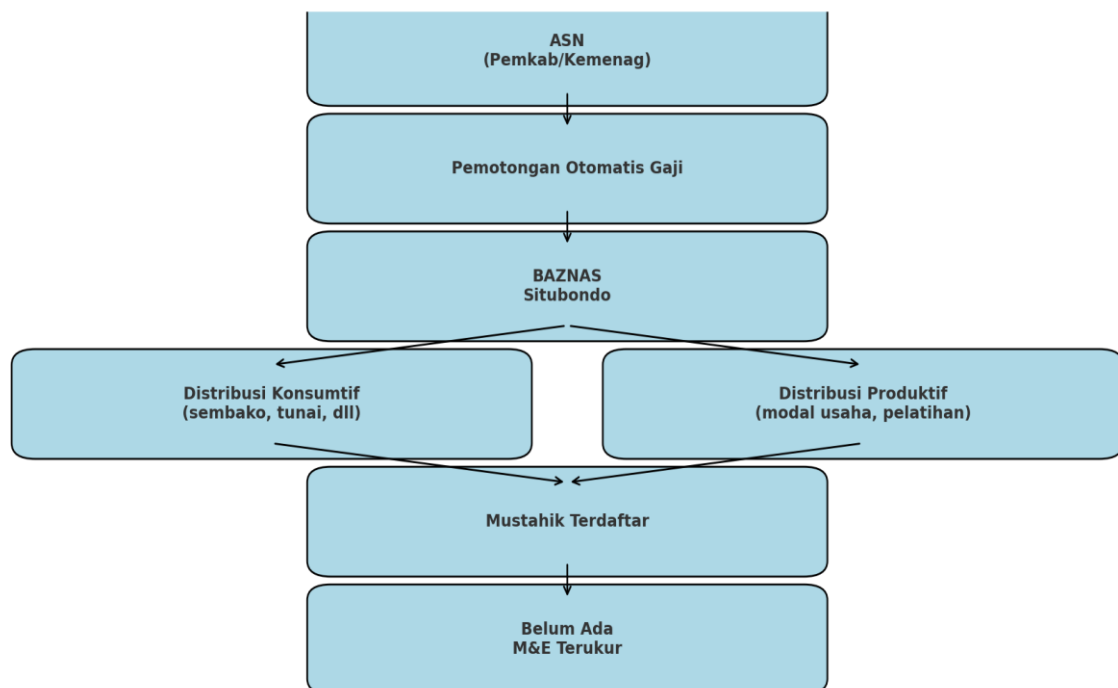 ASN
(Pemkab/Kemenag)
Pemotongan Otomatis Gaji
BAZNAS
Situbondo
Distribusi Konsumtif
(sembako, tunai, dll)
Distribusi Produktif
(modal usaha, pelatihan)
Mustahik Terdaftar
Belum Ada
M&E Terukur